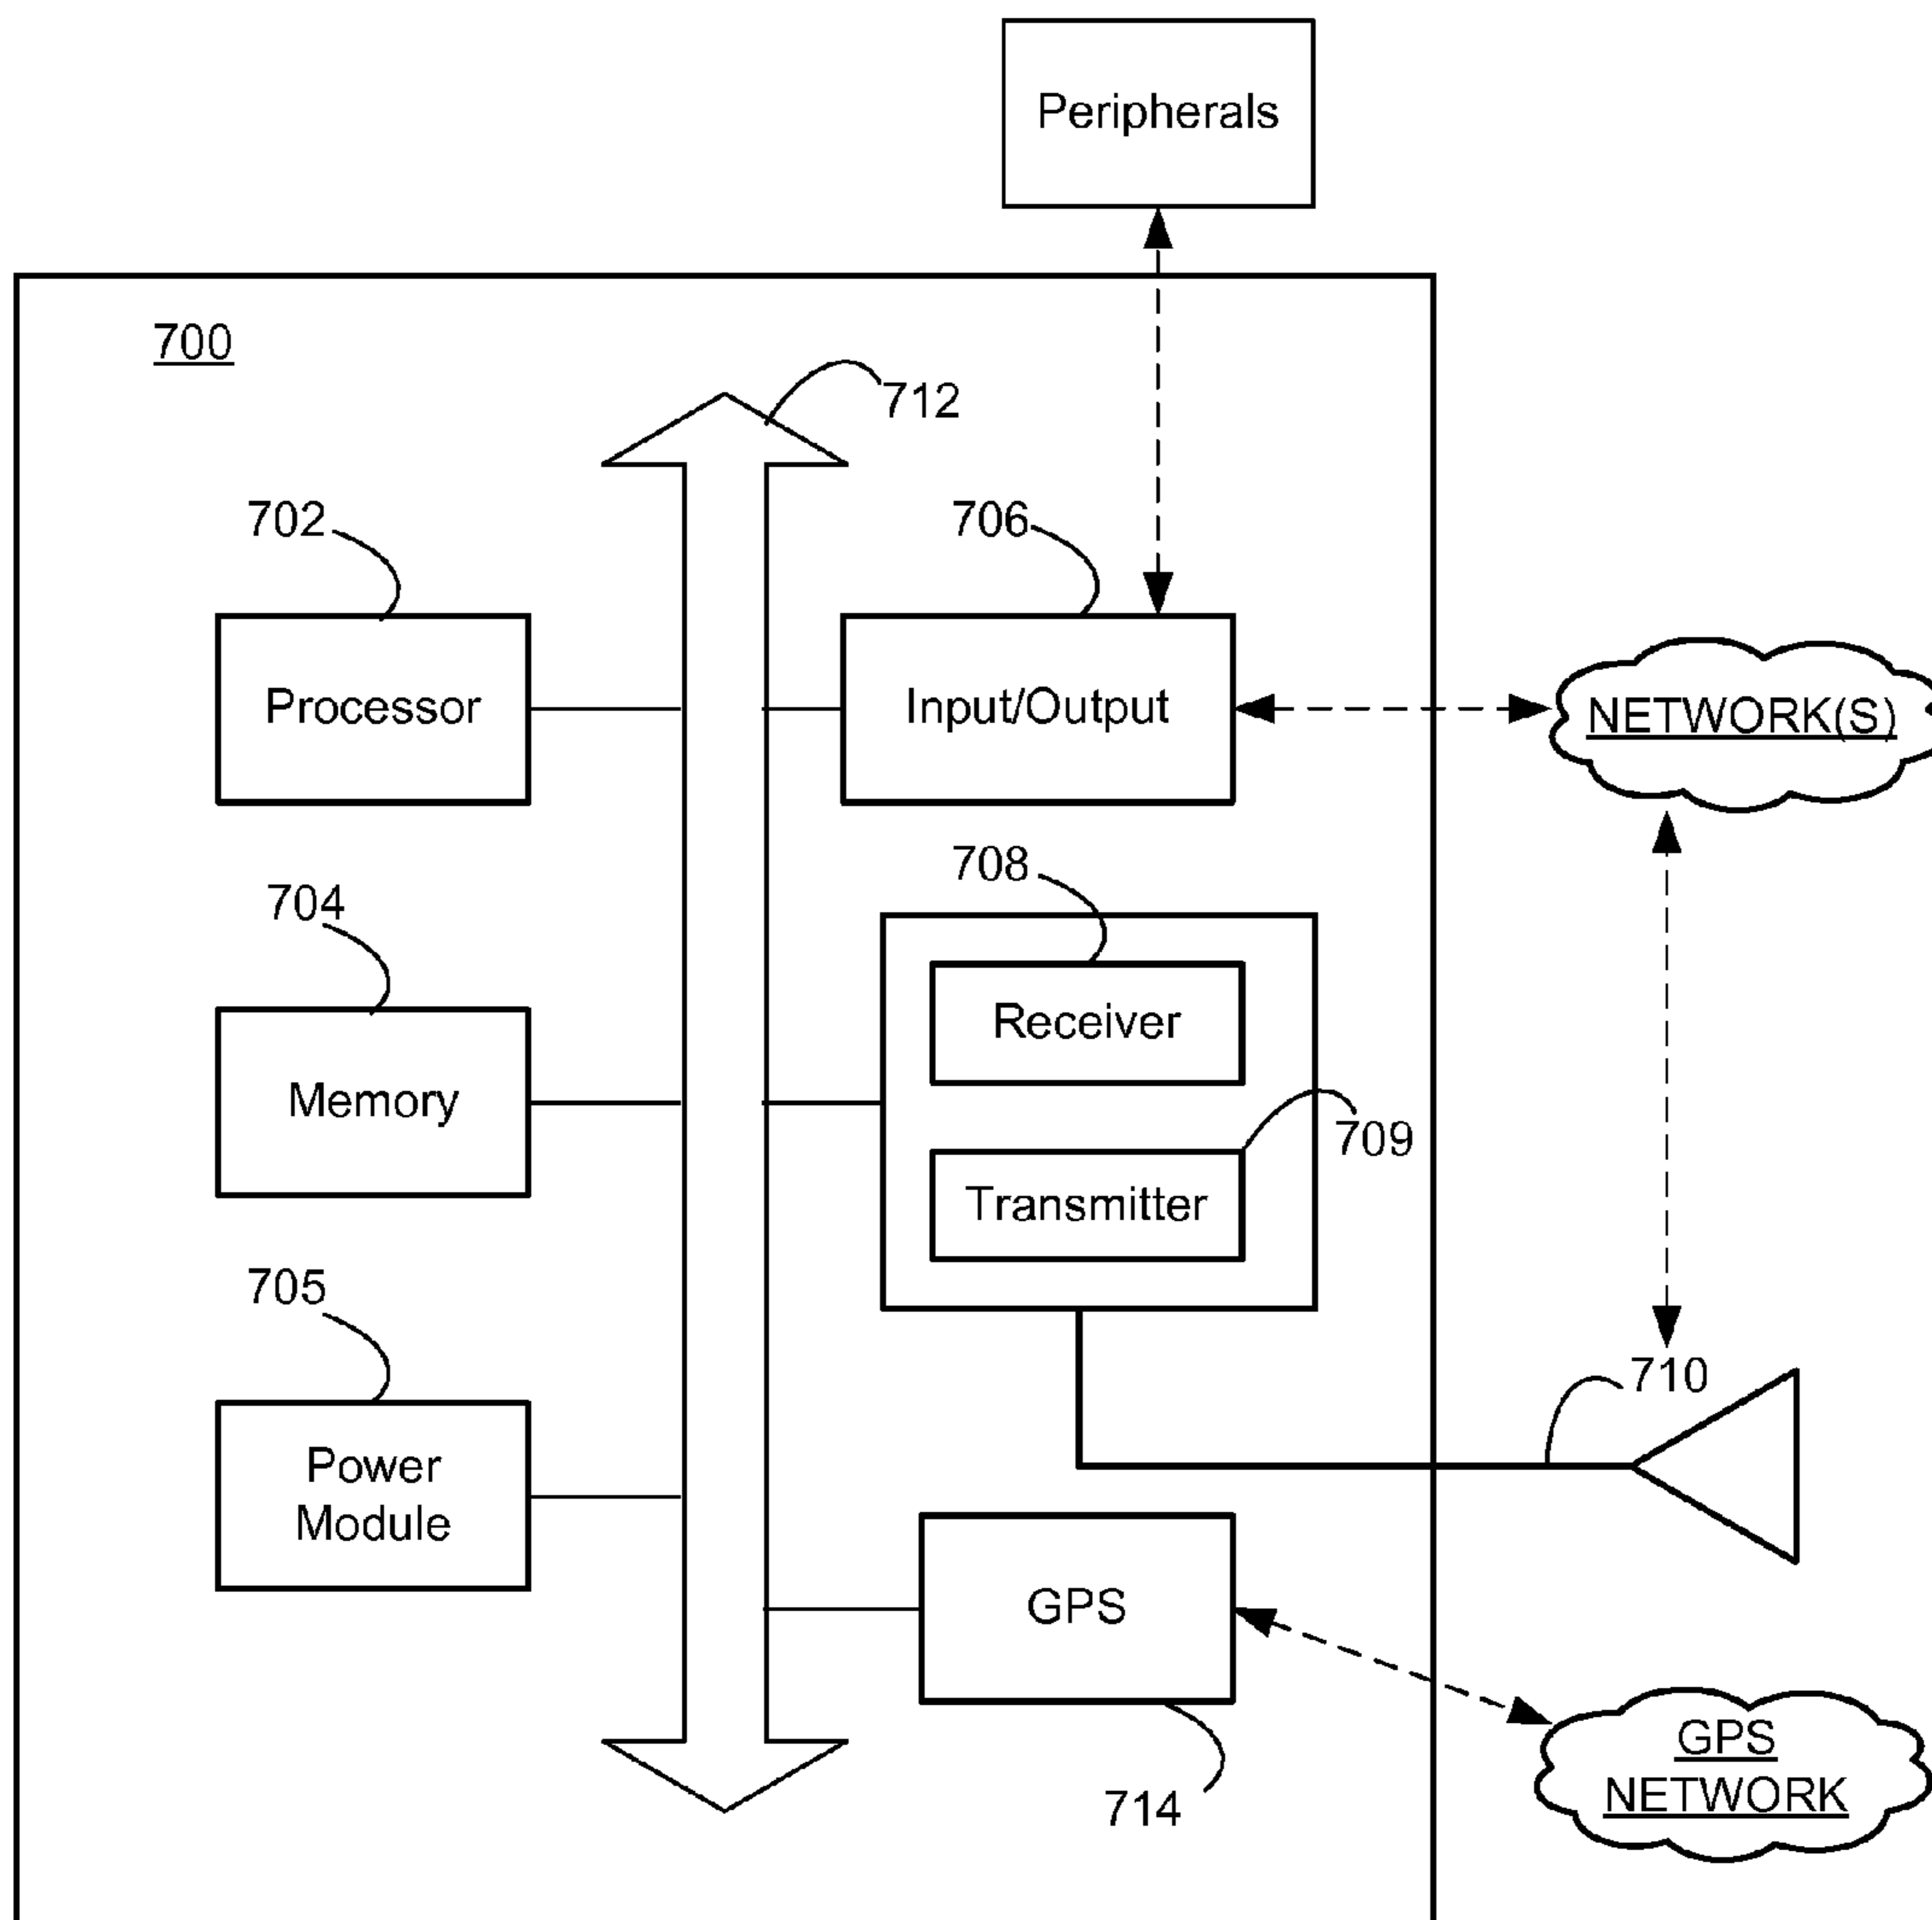 Peripherals
700
712
702
706
Processor
Input/Output
NETWORK(S)
708
704
Receiver
Memory
709
Transmitter
705
710
Power
Module
GPS
714
GPS
NETWORK